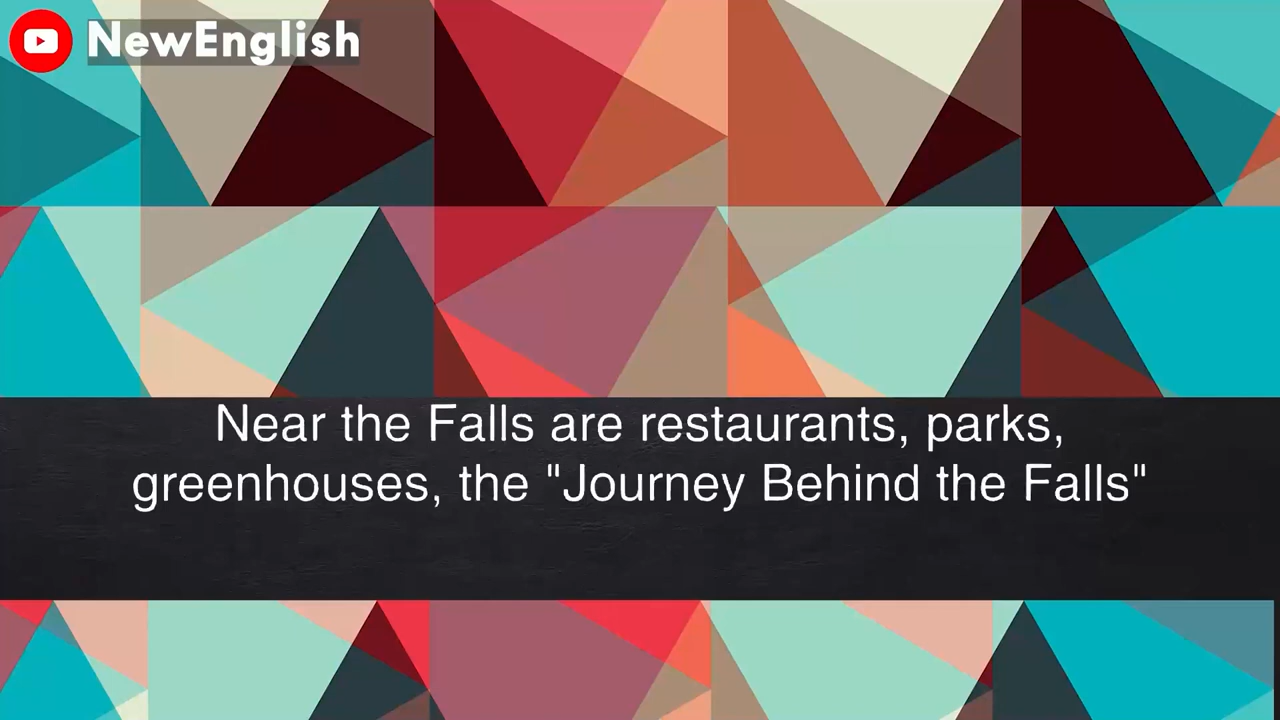 NewEnglish
Near the Falls are restaurants, parks,
greenhouses, the "Journey Behind the Falls"